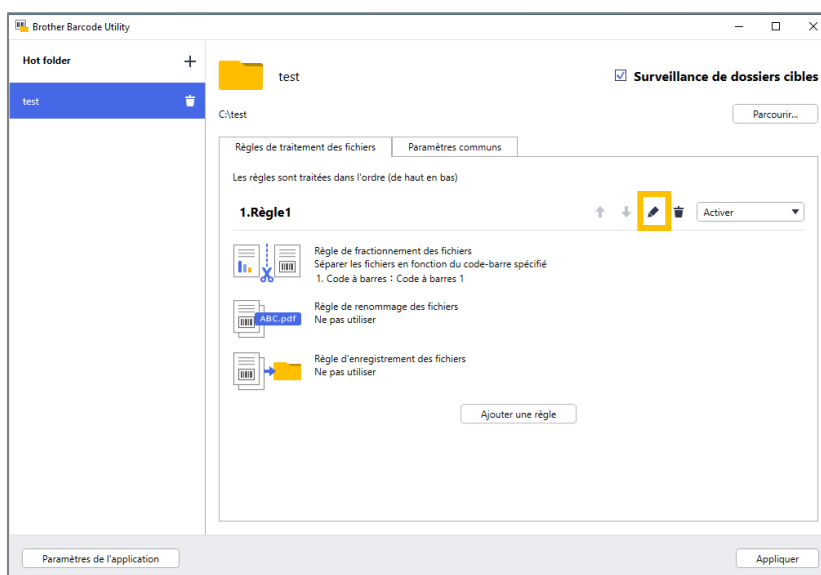 Brother Barcode Utility
Hot folder
test
test
Surveillance de dossiers cibles
C:\test
Parcourir...
Règles de traitement des fichiers
Paramètres communs
Les règles sont traitées dans l'ordre (de haut en bas)
1.Règle1
Activer
Règle de fractionnement des fichiers
Séparer les fichiers en fonction du code-barre spécifié
1. Code à barres : Code à barres 1
ABC.pdf
Règle de renommage des fichiers
Ne pas utiliser
Règle d'enregistrement des fichiers
Ne pas utiliser
Ajouter une règle
Paramètres de l'application
Appliquer